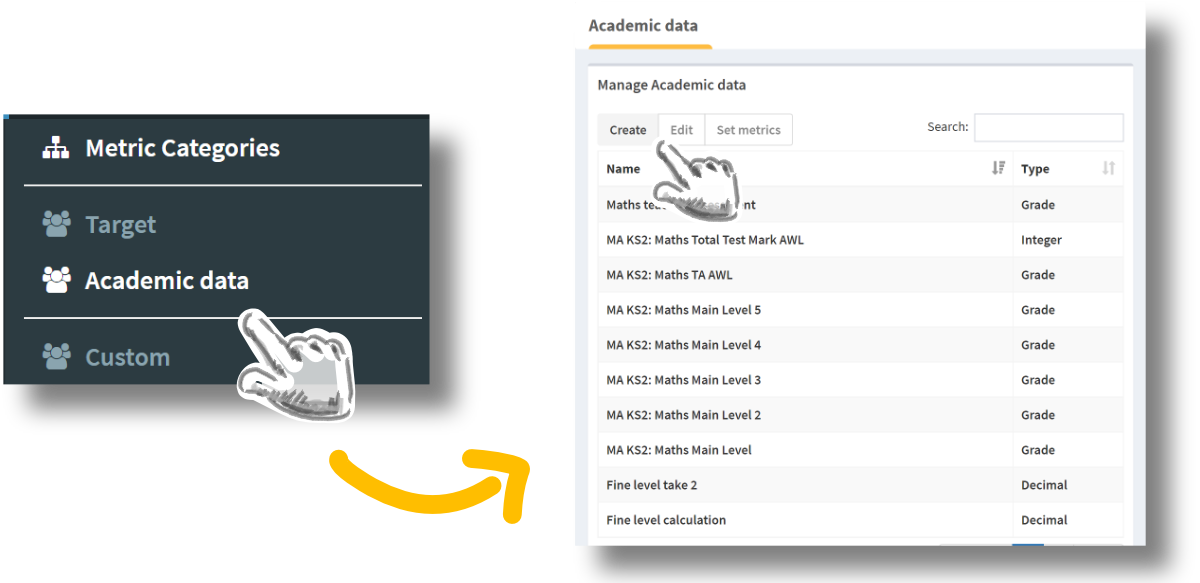 Metric Categories
Target
Academic data
Custom
Academic data
Manage Academic data
Create Edit Set metrics Search:
Name Type
Maths Grade
MA KS2: Maths Total Test Mark AWL Integer
MA KS2: Maths TA AWL Grade
MA KS2: Maths Main Level 5 Grade
MA KS2: Maths Main Level 4 Grade
MA KS2: Maths Main Level 3 Grade
MA KS2: Maths Main Level 2 Grade
MA KS2: Maths Main Level Grade
Fine level take 2 Decimal
Fine level calculation Decimal